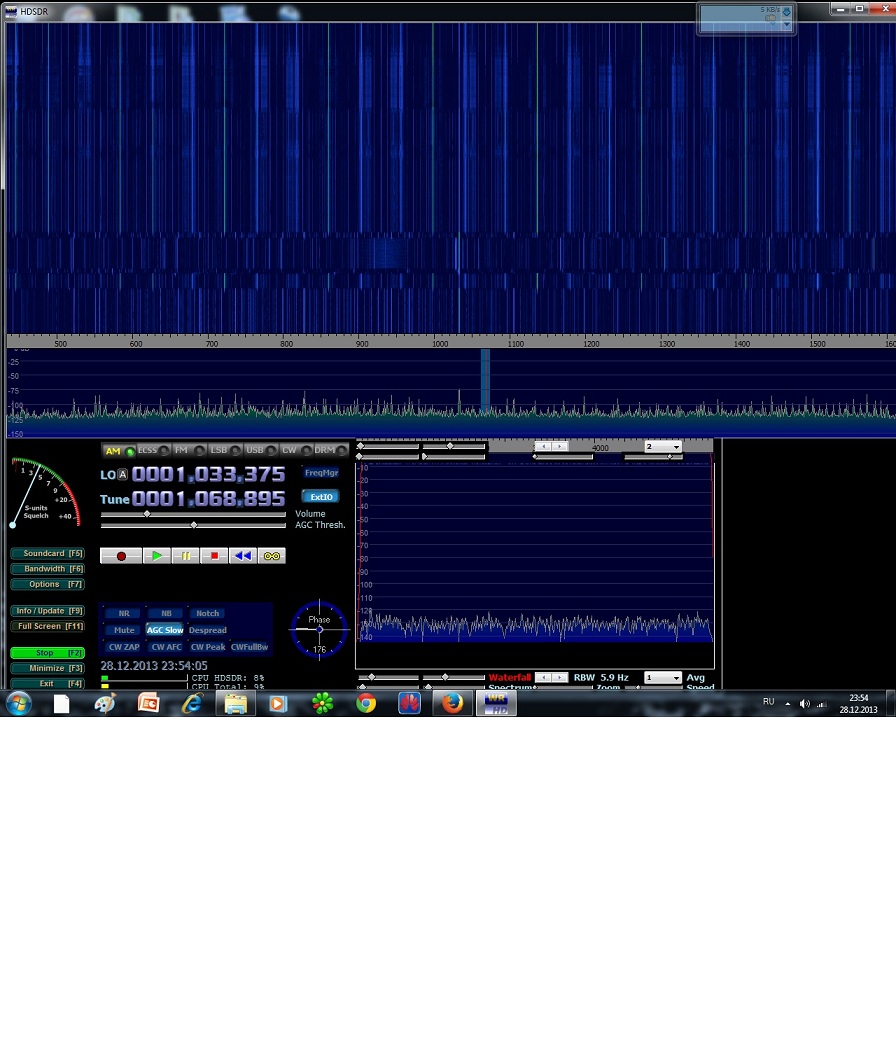 HDSDR
5 KB/s
500 600 700 800 900 1000 1100 1200 1300 1400 1500 160
-25
-50
-75
-100
-125
-150
AM ECSS FM LSB USB CW DRM
LO A 0001,033,375 FreqMgr
Tune 0001,068,895 ExtIO
Volume
AGC Thresh.
1 3 5 7 9 +20 +40
S-units
Squelch
Soundcard [F5]
Bandwidth [F6]
Options [F7]
Info / Update [F9]
Full Screen [F11]
Stop [F2]
Minimize [F3]
Exit [F4]
NR NB Notch
Mute AGC Slow Despread
CW ZAP CW AFC CW Peak CWFullBw
Phase
176
28.12.2013 23:54:05
CPU HDSDR: 8%
CPU Total: 9%
4000 2
-10
-20
-30
-40
-50
-60
-70
-80
-90
-100
-110
-120
-140
Waterfall RBW 5.9 Hz 1 Avg
Spectrum Zoom Speed
RU 23:54
28.12.2013